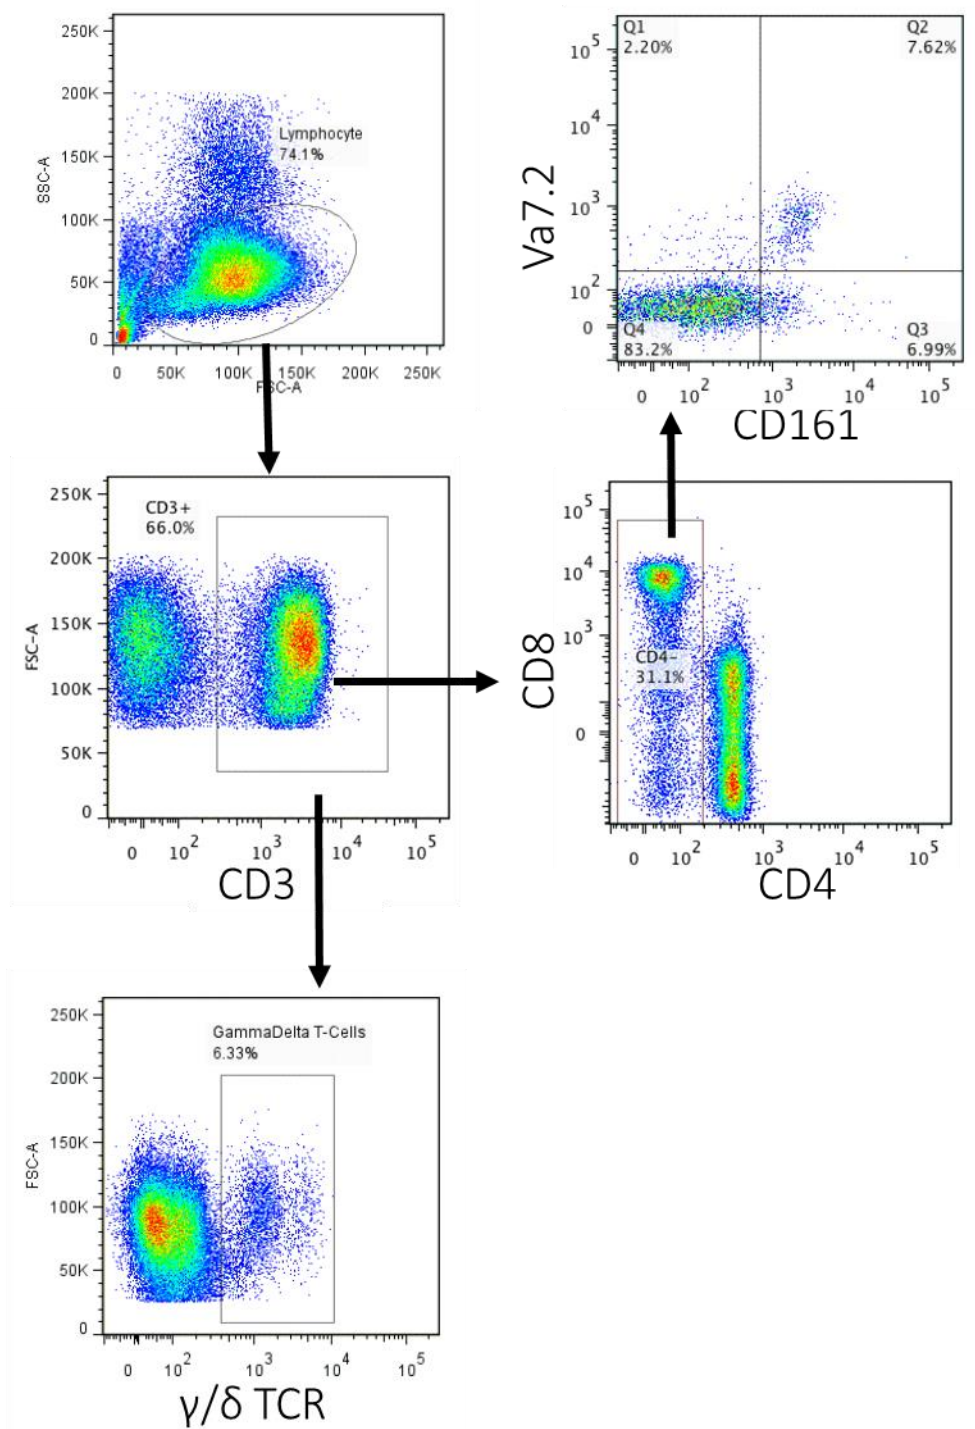 250K
200K
150K
100K
50K
0
SSC-A
Lymphocyte
74.1%
0 50K 100K 150K 200K 250K
FSC-A
Q1
2.20%
Q2
7.62%
10^5
10^4
10^3
10^2
0
Va7.2
Q4
83.2%
Q3
6.99%
0 10^2 10^3 10^4 10^5
CD161
250K
200K
150K
100K
50K
0
FSC-A
CD3+
66.0%
0 10^2 10^3 10^4 10^5
CD3
10^5
10^4
10^3
0
CD8
CD4-
31.1%
0 10^2 10^3 10^4 10^5
CD4
250K
200K
150K
100K
50K
0
FSC-A
GammaDelta T-Cells
6.33%
0 10^2 10^3 10^4 10^5
γ/δ TCR